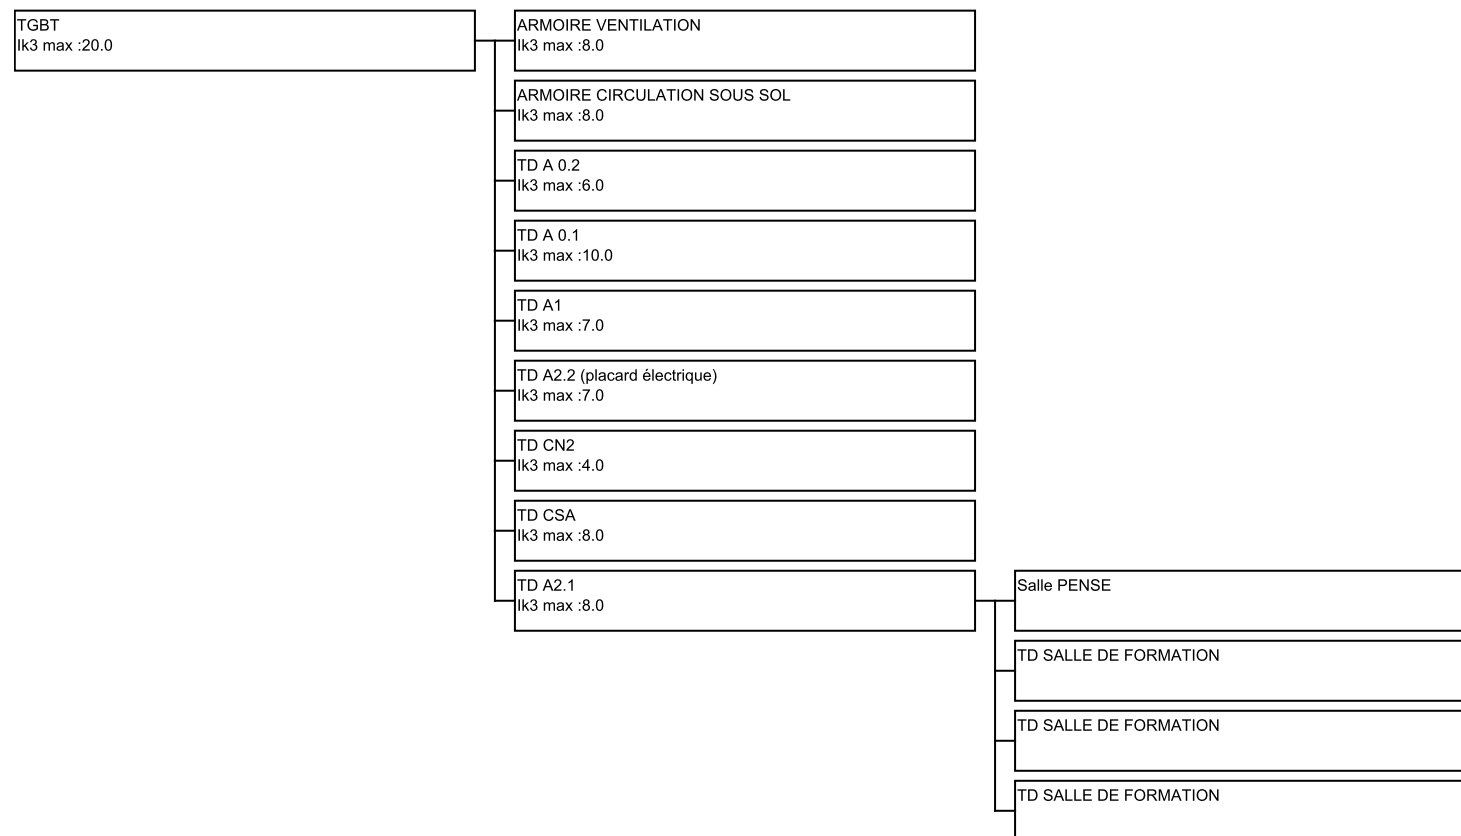 TGBT
Ik3 max :20.0
ARMOIRE VENTILATION
Ik3 max :8.0
ARMOIRE CIRCULATION SOUS SOL
Ik3 max :8.0
TD A 0.2
Ik3 max :6.0
TD A 0.1
Ik3 max :10.0
TD A1
Ik3 max :7.0
TD A2.2 (placard électrique)
Ik3 max :7.0
TD CN2
Ik3 max :4.0
TD CSA
Ik3 max :8.0
TD A2.1
Ik3 max :8.0
Salle PENSE
TD SALLE DE FORMATION
TD SALLE DE FORMATION
TD SALLE DE FORMATION